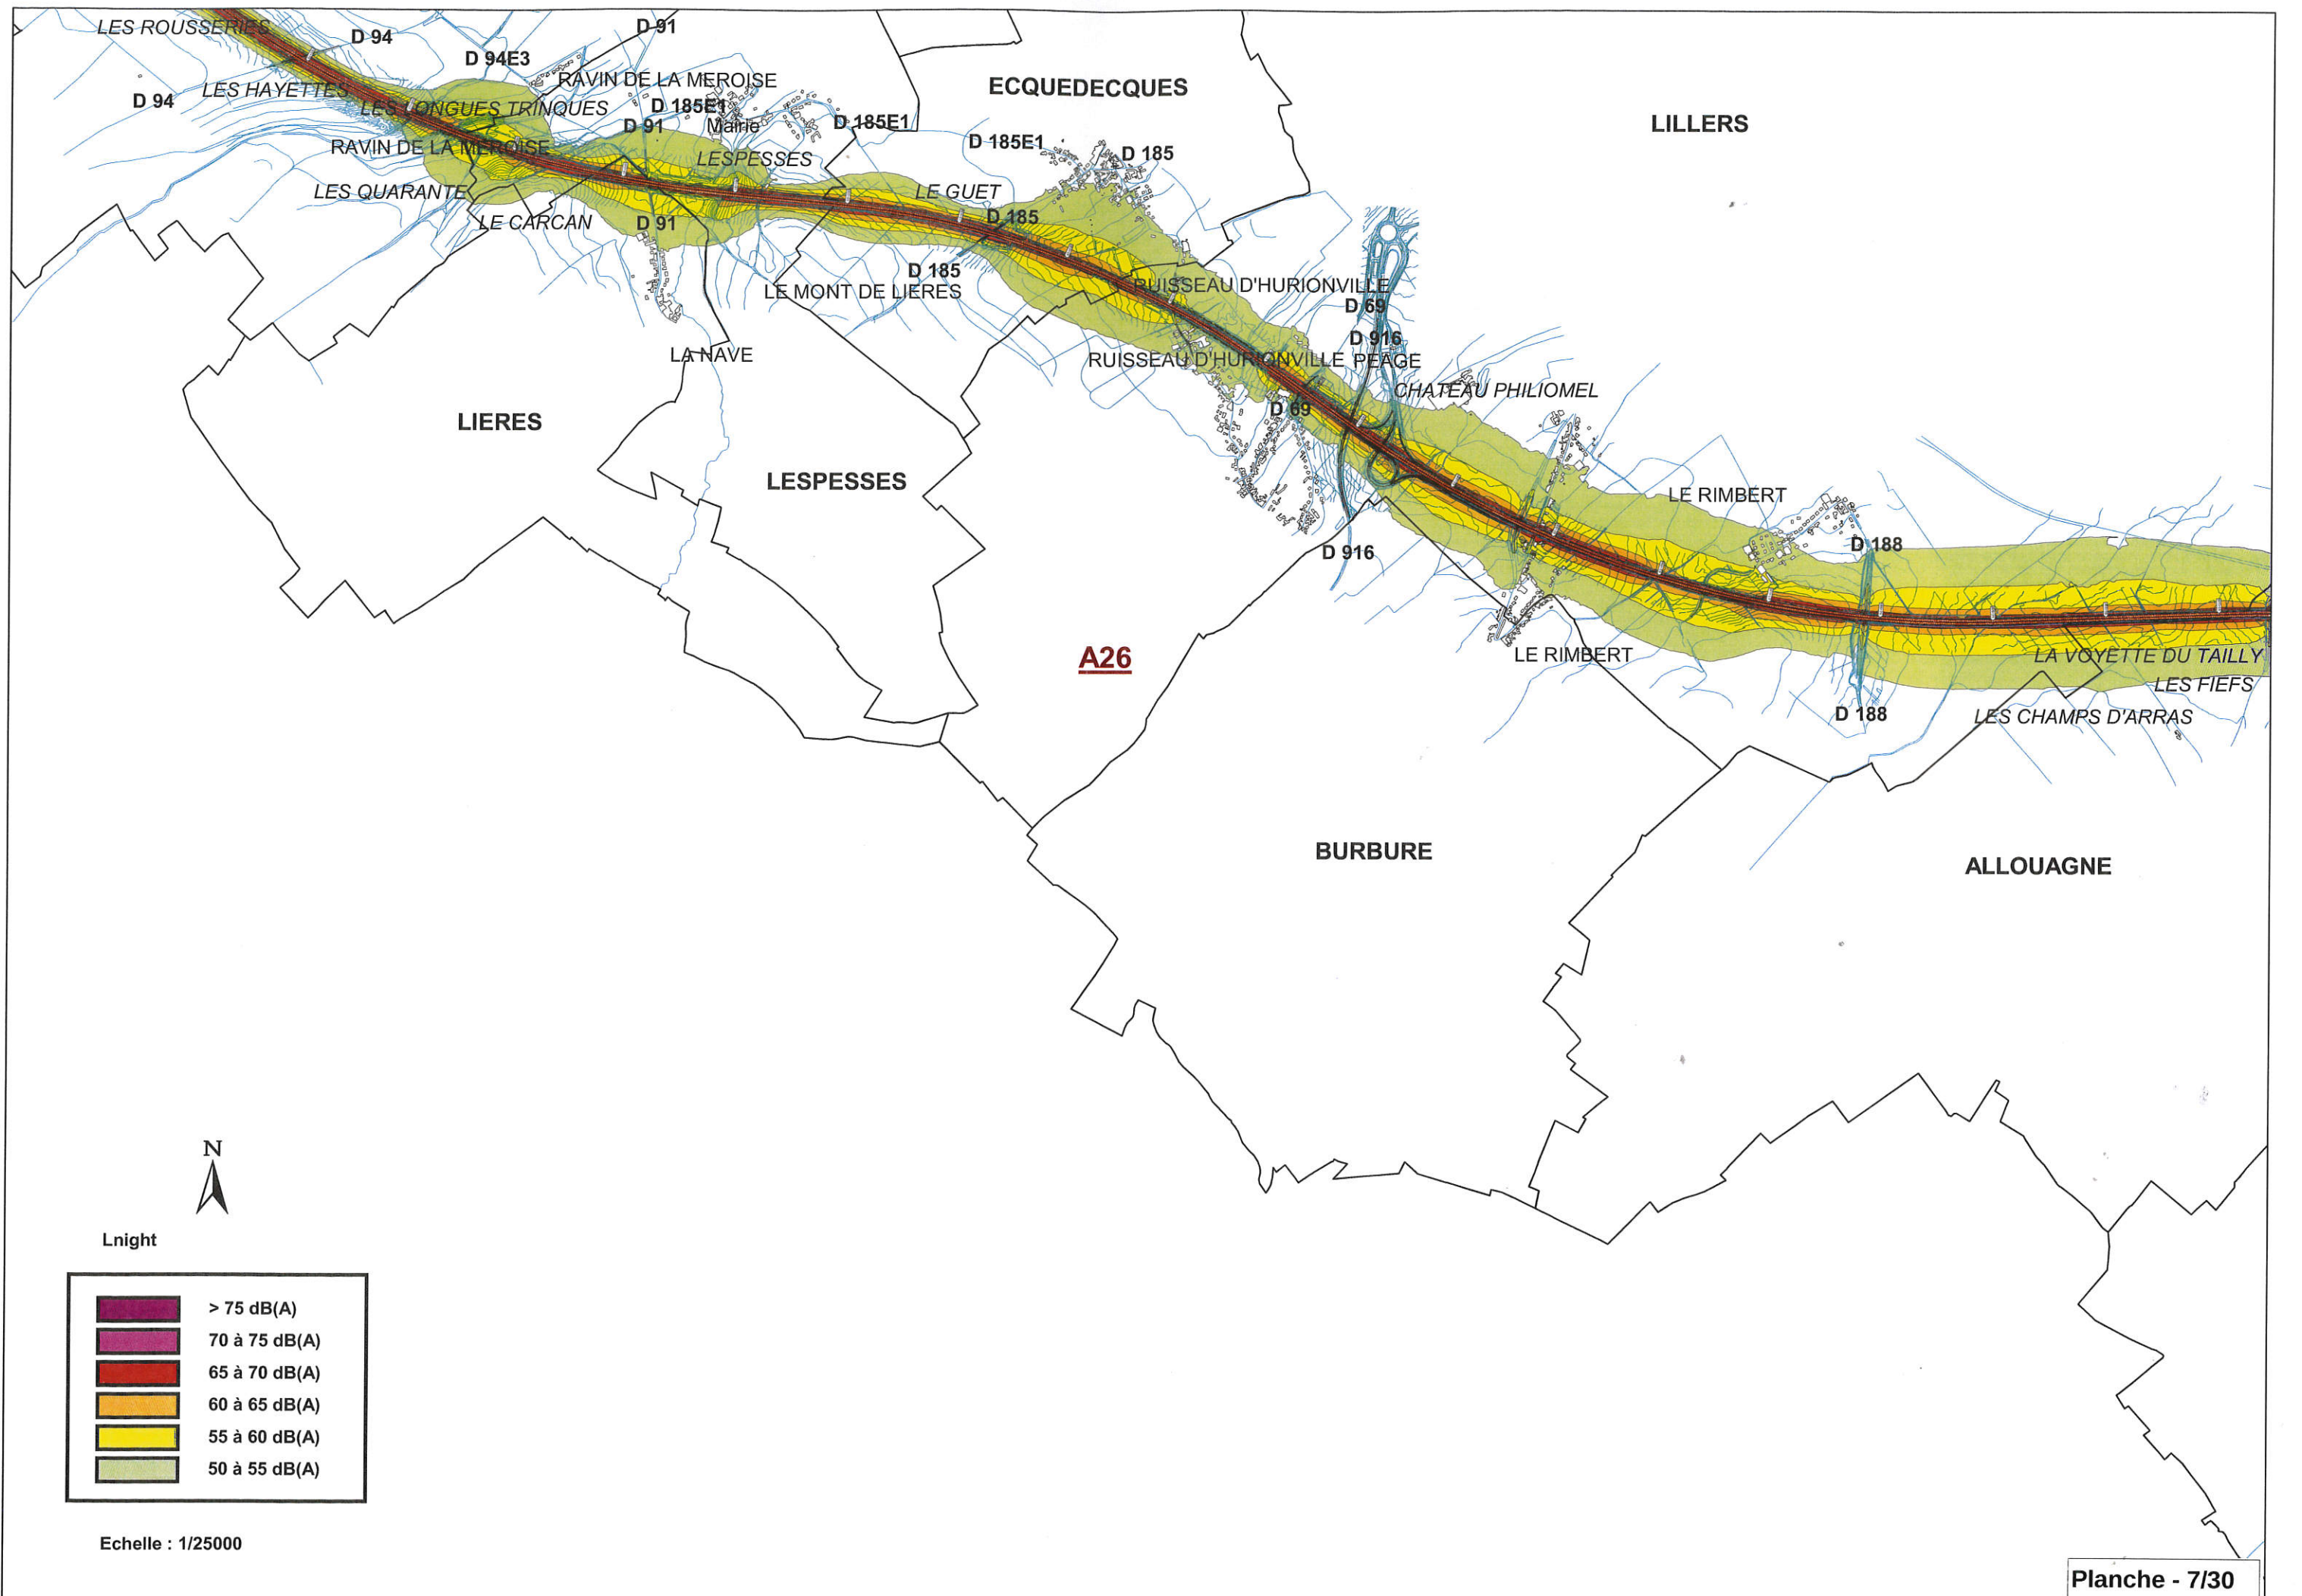 LES ROUSSERIES
D 94
D 91
D 94E3
RAVIN DE LA MEROISE
ECQUEDECQUES
LES HAYETTES
D 94
LES LONGUES TRINQUES
D 185E1
D 91
Mairie
D 185E1
LILLERS
D 185E1
D 185
RAVIN DE LA MEROISE
LESPESSES
LES QUARANTE
LE GUET
LE CARCAN
D 91
D 185
D 185
LE MONT DE LIERES
RUISSEAU D'HURIONVILLE
D 69
D 916
LA NAVE
RUISSEAU D'HURIONVILLE
PEAGE
CHATEAU PHILIOMEL
D 69
LIERES
LESPESSES
LE RIMBERT
D 916
D 188
A26
LE RIMBERT
LA VOYETTE DU TAILLY
LES FIEFS
D 188
LES CHAMPS D'ARRAS
BURBURE
ALLOUAGNE
N
Lnight
> 75 dB(A)
70 à 75 dB(A)
65 à 70 dB(A)
60 à 65 dB(A)
55 à 60 dB(A)
50 à 55 dB(A)
Echelle : 1/25000
Planche - 7/30